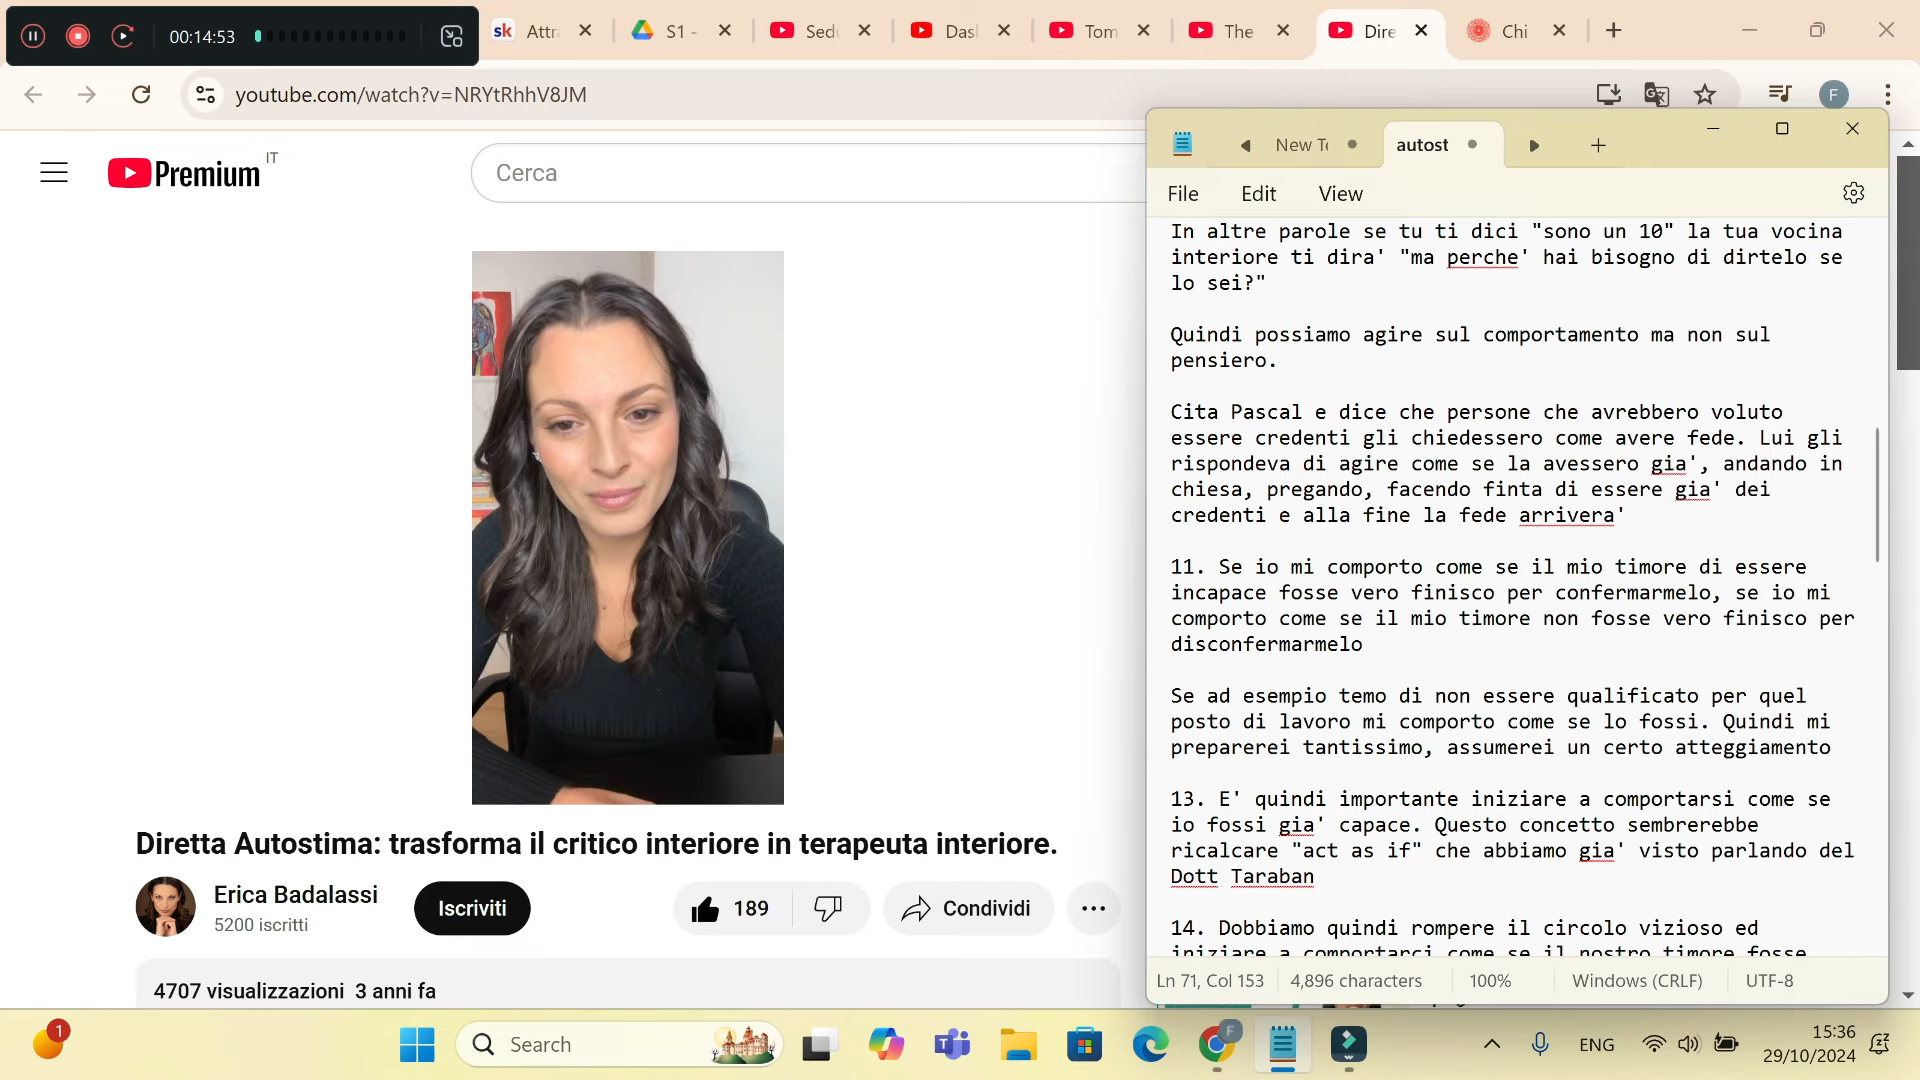 00:14:53
Attr
S1 -
Sedu
Das
Tom
The
Dire
Chi
youtube.com/watch?v=NRYtRhhV8JM
F
Premium
IT
Cerca
New Te
autost
File
Edit
View
In altre parole se tu ti dici "sono un 10" la tua vocina
interiore ti dira' "ma perche' hai bisogno di dirtelo se
lo sei?"
Quindi possiamo agire sul comportamento ma non sul
pensiero.
Cita Pascal e dice che persone che avrebbero voluto
essere credenti gli chiedessero come avere fede. Lui gli
rispondeva di agire come se la avessero gia', andando in
chiesa, pregando, facendo finta di essere gia' dei
credenti e alla fine la fede arrivera'
11. Se io mi comporto come se il mio timore di essere
incapace fosse vero finisco per confermarmelo, se io mi
comporto come se il mio timore non fosse vero finisco per
disconfermarmelo
Se ad esempio temo di non essere qualificato per quel
posto di lavoro mi comporto come se lo fossi. Quindi mi
preparerei tantissimo, assumerei un certo atteggiamento
13. E' quindi importante iniziare a comportarsi come se
io fossi gia' capace. Questo concetto sembrerebbe
ricalcare "act as if" che abbiamo gia' visto parlando del
Dott Taraban
14. Dobbiamo quindi rompere il circolo vizioso ed
iniziare a comportarci come se il nostro timore fosse
Ln 71, Col 153
4,896 characters
100%
Windows (CRLF)
UTF-8
Diretta Autostima: trasforma il critico interiore in terapeuta interiore.
Erica Badalassi
5200 iscritti
Iscriviti
189
Condividi
4707 visualizzazioni 3 anni fa
1
Search
F
ENG
15:36
29/10/2024